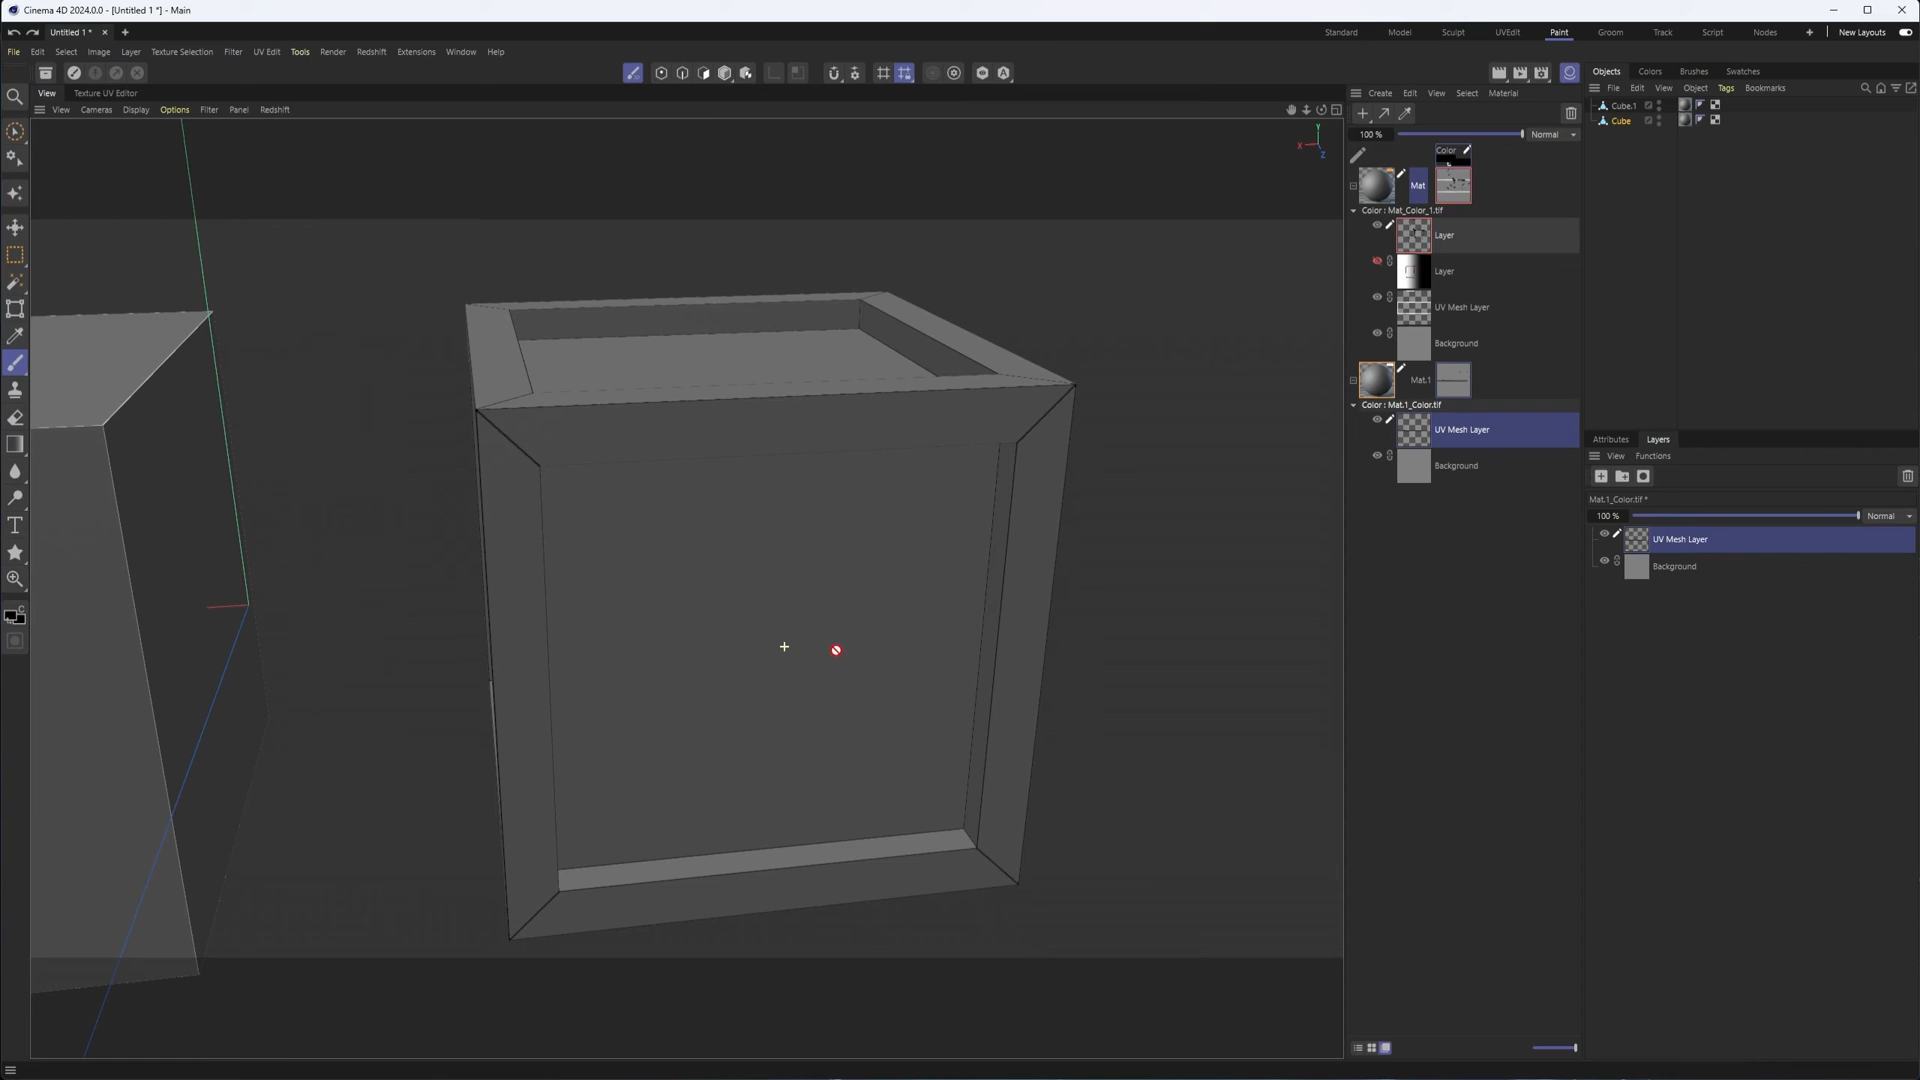 Cinema 4D 2024.0.0 - [Untitled 1 *] - Main
Untitled 1 *
Standard Model Sculpt UVEdit Paint Groom Track Script Nodes New Layouts
File Edit Select Image Layer Texture Selection Filter UV Edit Tools Render Redshift Extensions Window Help
View Texture UV Editor
View Cameras Display Options Filter Panel Redshift
Y
X
Z
Create Edit View Select Material
100 % Normal
Color
Mat
Color : Mat_Color_1.tif
Layer
Layer
UV Mesh Layer
Background
Mat.1
Color : Mat.1_Color.tif
UV Mesh Layer
Background
Objects Colors Brushes Swatches
File Edit View Object Tags Bookmarks
Cube.1
Cube
Attributes Layers
View Functions
Mat.1_Color.tif *
100 % Normal
UV Mesh Layer
Background